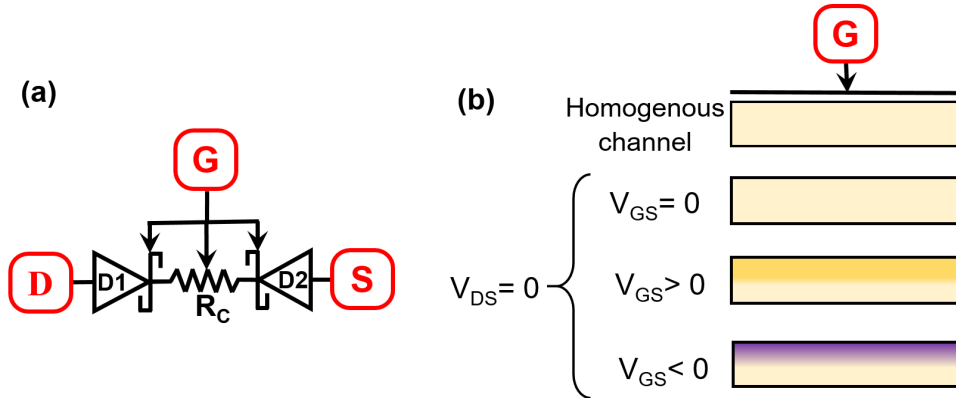 (a)
G
D
D1
R_C
D2
S
(b)
G
Homogenous
channel
V_DS= 0
V_GS= 0
V_GS> 0
V_GS< 0